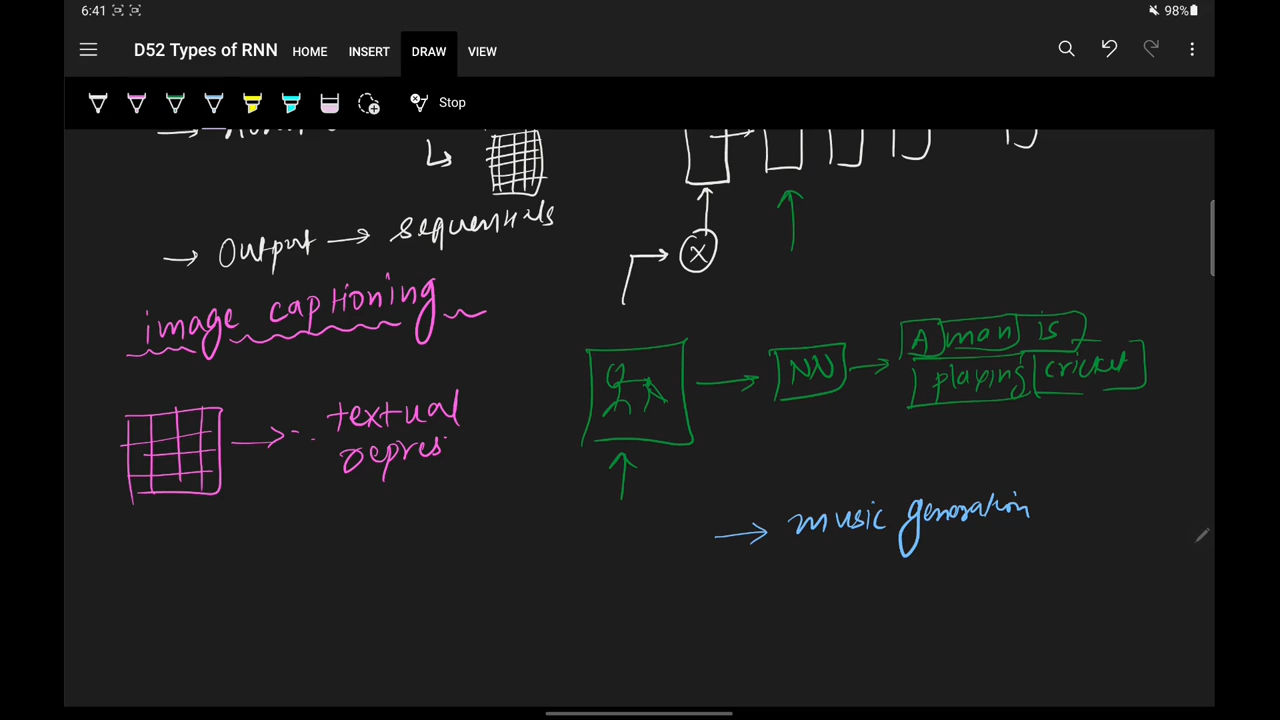 6:41
98%
D52 Types of RNN
HOME
INSERT
DRAW
VIEW
Stop
Output → sequentials
X
image captioning
textual
repres
NN
A man is
playing cricket
→ music generation